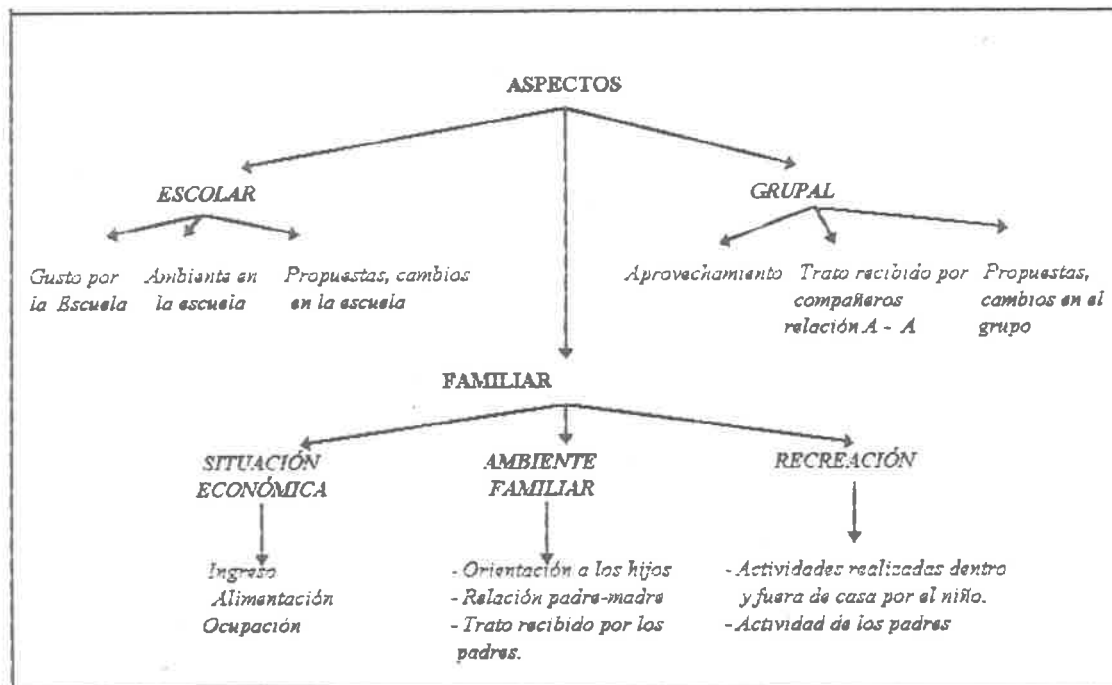 ASPECTOS
ESCOLAR
Gusto por
la Escuela
Ambiente en
la escuela
Propuestas, cambios
en la escuela
GRUPAL
Aprovechamiento
Trato recibido por
compañeros
relación A - A
Propuestas,
cambios en el
grupo
FAMILIAR
SITUACIÓN
ECONÓMICA
Ingreso
Alimentación
Ocupación
AMBIENTE
FAMILIAR
- Orientación a los hijos
- Relación padre-madre
- Trato recibido por los
padres.
RECREACIÓN
- Actividades realizadas dentro
y fuera de casa por el niño.
- Actividad de los padres